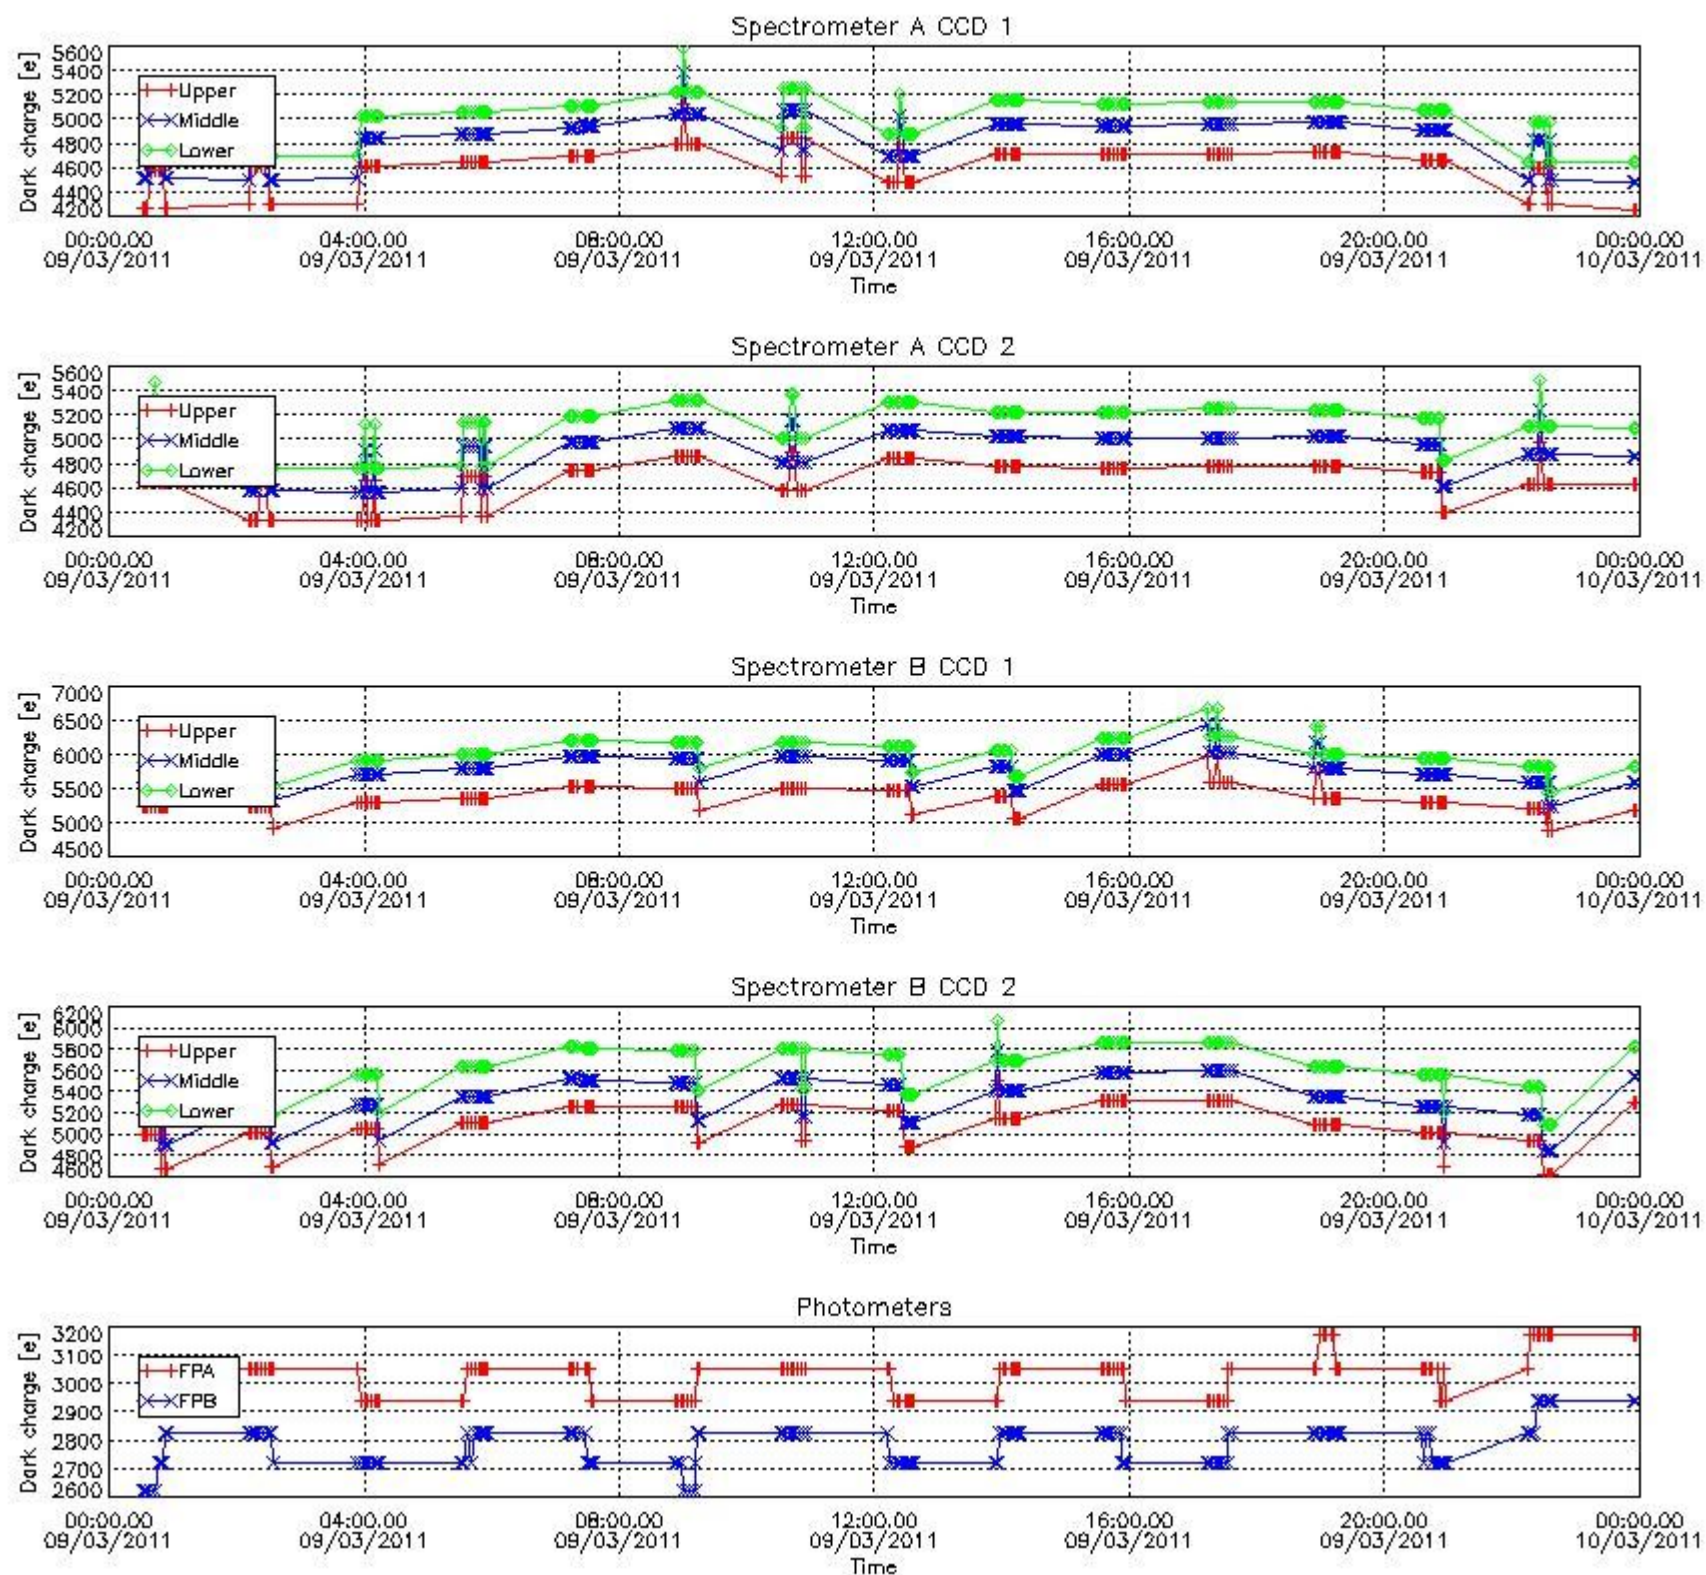 Spectrometer A CCD 1
Dark charge [e]
5600
5400
5200
5000
4800
4600
4400
4200
Upper
Middle
Lower
00:00.00 04:00.00 08:00.00 12:00.00 16:00.00 20:00.00 00:00.00
09/03/2011 09/03/2011 09/03/2011 09/03/2011 09/03/2011 09/03/2011 10/03/2011
Time
Spectrometer A CCD 2
Dark charge [e]
5600
5400
5200
5000
4800
4600
4400
4200
Upper
Middle
Lower
00:00.00 04:00.00 08:00.00 12:00.00 16:00.00 20:00.00 00:00.00
09/03/2011 09/03/2011 09/03/2011 09/03/2011 09/03/2011 09/03/2011 10/03/2011
Time
Spectrometer B CCD 1
Dark charge [e]
7000
6500
6000
5500
5000
4500
Upper
Middle
Lower
00:00.00 04:00.00 08:00.00 12:00.00 16:00.00 20:00.00 00:00.00
09/03/2011 09/03/2011 09/03/2011 09/03/2011 09/03/2011 09/03/2011 10/03/2011
Time
Spectrometer B CCD 2
Dark charge [e]
6200
6000
5800
5600
5400
5200
5000
4800
4600
Upper
Middle
Lower
00:00.00 04:00.00 08:00.00 12:00.00 16:00.00 20:00.00 00:00.00
09/03/2011 09/03/2011 09/03/2011 09/03/2011 09/03/2011 09/03/2011 10/03/2011
Time
Photometers
Dark charge [e]
3200
3100
3000
2900
2800
2700
2600
FPA
FPB
00:00.00 04:00.00 08:00.00 12:00.00 16:00.00 20:00.00 00:00.00
09/03/2011 09/03/2011 09/03/2011 09/03/2011 09/03/2011 09/03/2011 10/03/2011
Time